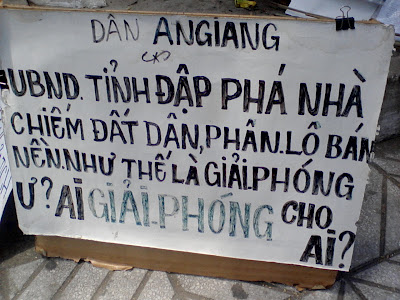 DÂN ANGIANG
UBND. TỈNH ĐẬP PHÁ NHÀ
CHIẾM ĐẤT DÂN, PHÂN.LÔ BÁN
NỀN.NHƯ THẾ LÀ GIẢI.PHÓNG
Ư? AI GIẢI.PHÓNG CHO
AI?